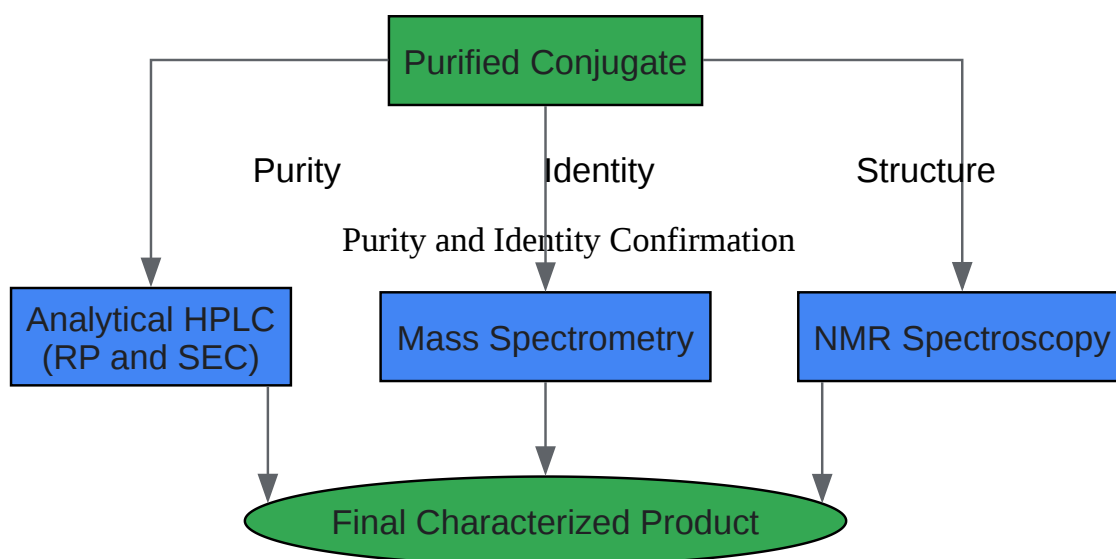 Purified Conjugate
Purity
Identity
Structure
Purity and Identity Confirmation
Analytical HPLC
(RP and SEC)
Mass Spectrometry
NMR Spectroscopy
Final Characterized Product